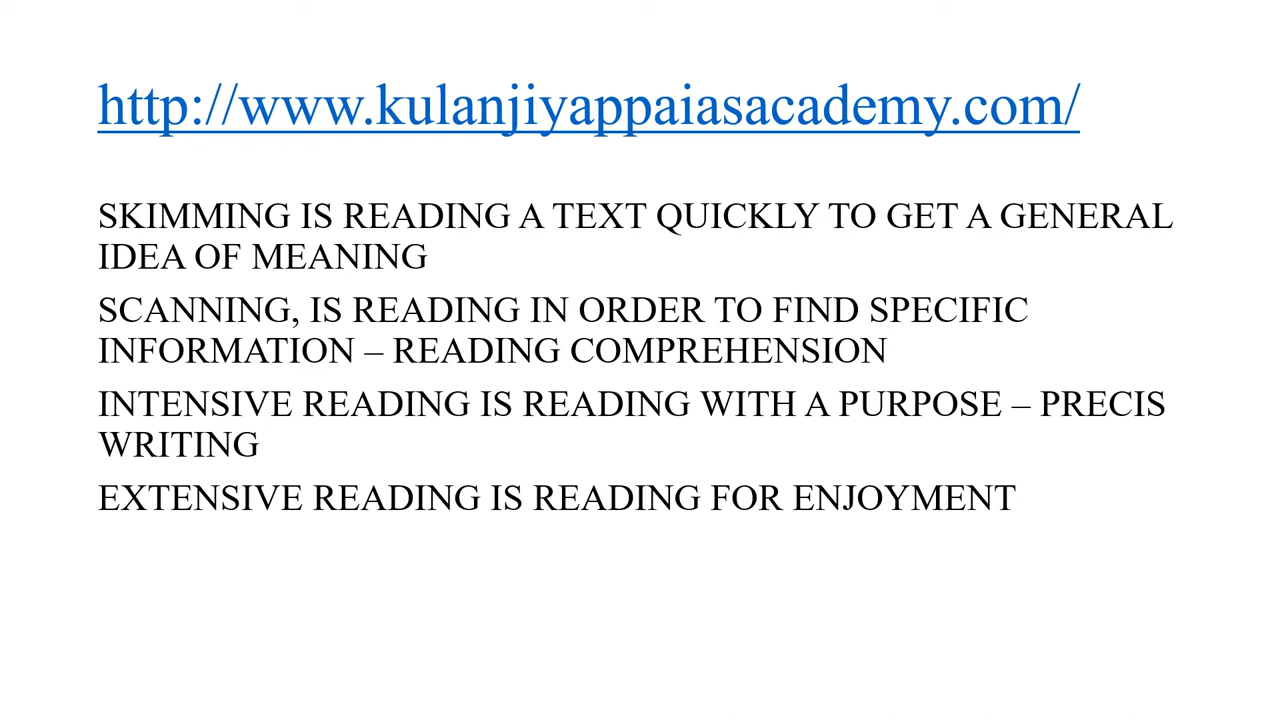 http://www.kulanjiyappaiasacademy.com/
SKIMMING IS READING A TEXT QUICKLY TO GET A GENERAL
IDEA OF MEANING
SCANNING, IS READING IN ORDER TO FIND SPECIFIC
INFORMATION – READING COMPREHENSION
INTENSIVE READING IS READING WITH A PURPOSE – PRECIS
WRITING
EXTENSIVE READING IS READING FOR ENJOYMENT